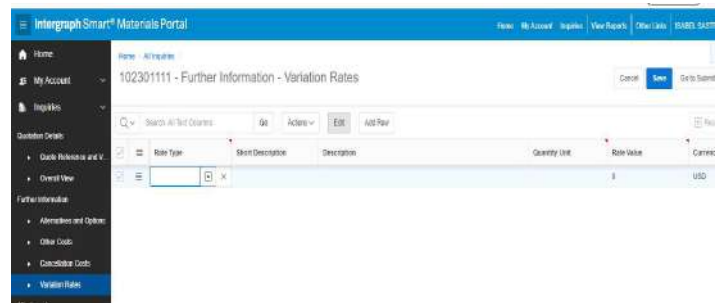 Intergraph Smart® Materials Portal
Home My Account Inquiries View Reports Other Links ISABEL
Home
My Account
Inquiries
Quotation Details
Quote Reference and V...
Overall View
Further Information
Alternatives and Options
Other Costs
Cancellation Costs
Variation Rates
Home All Inquiries
102301111 - Further Information - Variation Rates
Cancel Save Go to Submit
Search: All Text Columns Go Actions Edit Add Row
Rate Type Short Description Description Quantity Unit Rate Value Currenc
USD